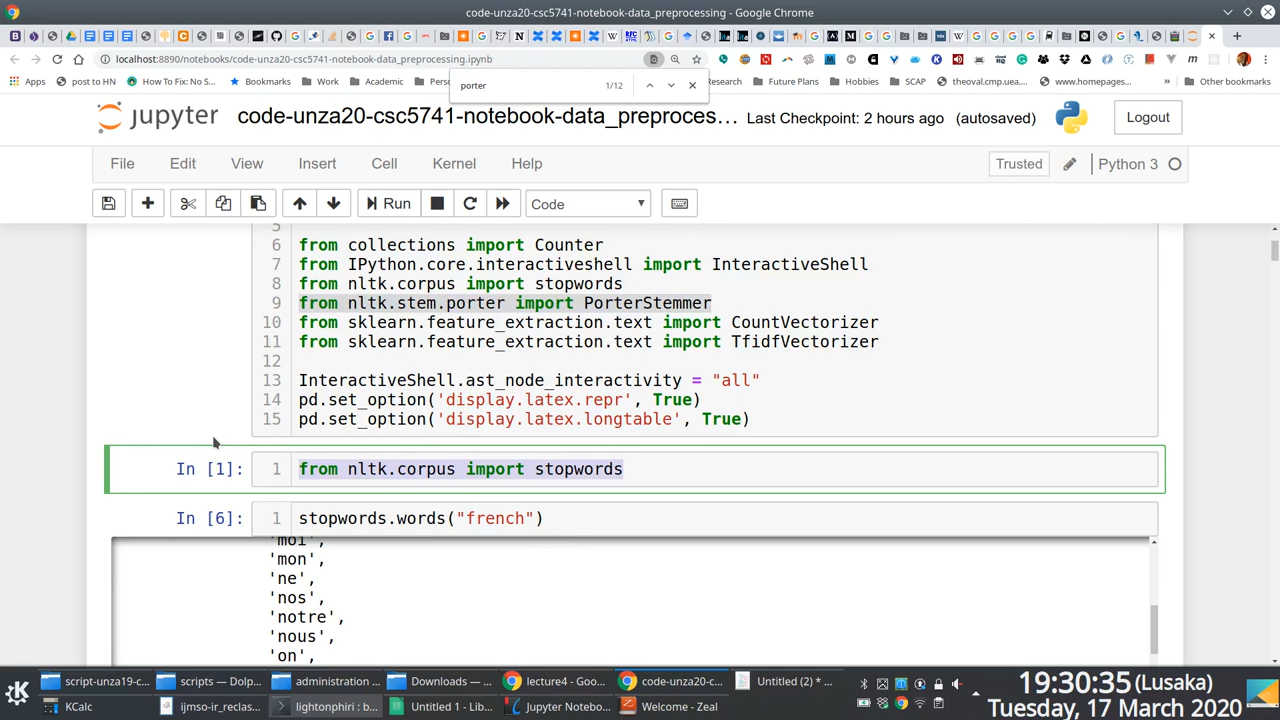 code-unza20-csc5741-notebook-data_preprocessing - Google Chrome
localhost:8890/notebooks/code-unza20-csc5741-notebook-data_preprocessing.ipynb
Apps post to HN How To Fix: No S... Bookmarks Work Academic Perso Research Future Plans Hobbies SCAP theoval.cmp.uea.... www.homepages... » Other bookmarks
porter 1/12
jupyter code-unza20-csc5741-notebook-data_preproces... Last Checkpoint: 2 hours ago (autosaved) Logout
File Edit View Insert Cell Kernel Help Trusted Python 3
Run Code
5
6 from collections import Counter
7 from IPython.core.interactiveshell import InteractiveShell
8 from nltk.corpus import stopwords
9 from nltk.stem.porter import PorterStemmer
10 from sklearn.feature_extraction.text import CountVectorizer
11 from sklearn.feature_extraction.text import TfidfVectorizer
12
13 InteractiveShell.ast_node_interactivity = "all"
14 pd.set_option('display.latex.repr', True)
15 pd.set_option('display.latex.longtable', True)
In [1]: 1 from nltk.corpus import stopwords
In [6]: 1 stopwords.words("french")
'moi',
'mon',
'ne',
'nos',
'notre',
'nous',
'on',
script-unza19-c... scripts — Dolp... administration ... Downloads — ... lecture4 - Goo... code-unza20-c... Untitled (2) * ...
KCalc ijmso-ir_reclas... lightonphiri : b... Untitled 1 - Lib... Jupyter Notebo... Welcome - Zeal
19:30:35 (Lusaka)
Tuesday, 17 March 2020